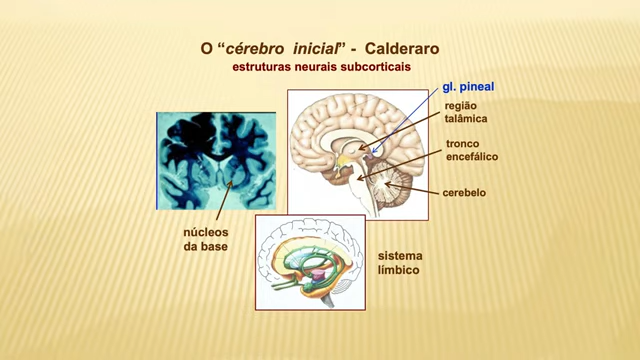 O “cérebro inicial” - Calderaro
estruturas neurais subcorticais
gl. pineal
região
talâmica
tronco
encefálico
cerebelo
núcleos
da base
sistema
límbico